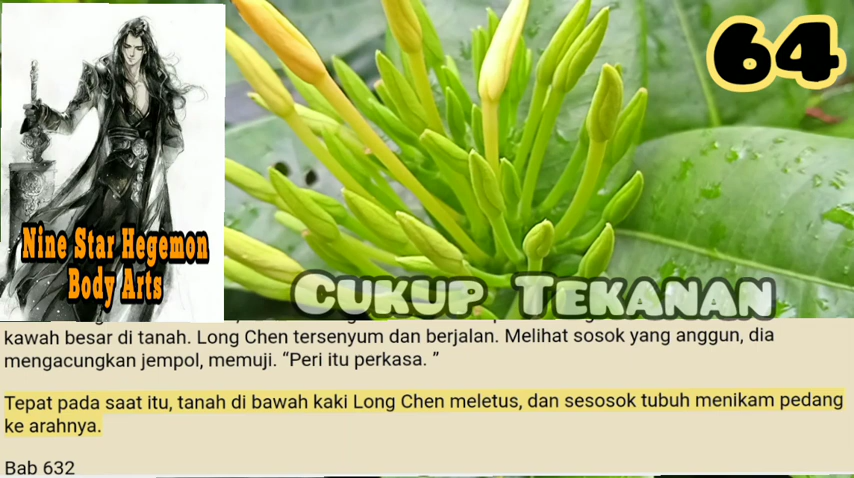 64
Nine Star Hegemon
Body Arts
CUKUP TEKANAN
kawah besar di tanah. Long Chen tersenyum dan berjalan. Melihat sosok yang anggun, dia
mengacungkan jempol, memuji. “Peri itu perkasa. ”
Tepat pada saat itu, tanah di bawah kaki Long Chen meletus, dan sesosok tubuh menikam pedang
ke arahnya.
Bab 632